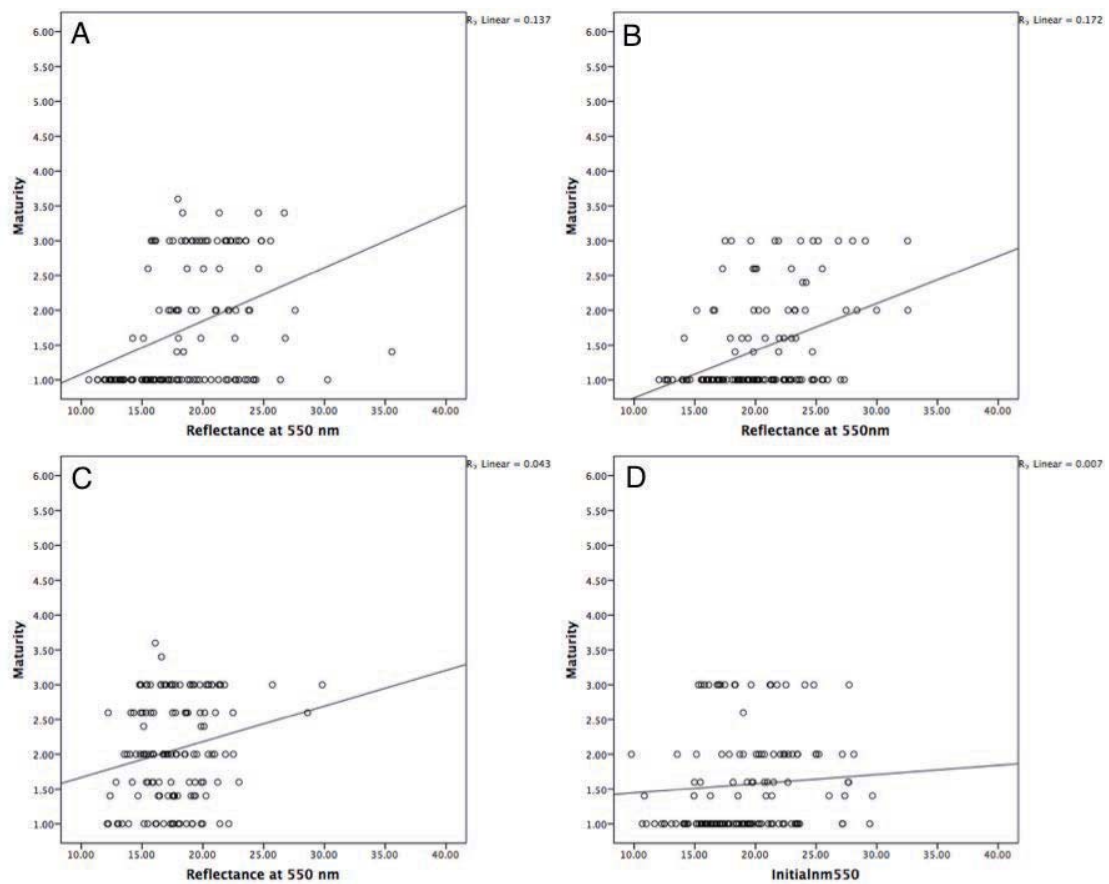 A
R₂ Linear = 0.137
Maturity
6.00
5.50
5.00
4.50
4.00
3.50
3.00
2.50
2.00
1.50
1.00
10.00 15.00 20.00 25.00 30.00 35.00 40.00
Reflectance at 550 nm
B
R₂ Linear = 0.172
Maturity
6.00
5.50
5.00
4.50
4.00
3.50
3.00
2.50
2.00
1.50
1.00
10.00 15.00 20.00 25.00 30.00 35.00 40.00
Reflectance at 550nm
C
R₂ Linear = 0.043
Maturity
6.00
5.50
5.00
4.50
4.00
3.50
3.00
2.50
2.00
1.50
1.00
10.00 15.00 20.00 25.00 30.00 35.00 40.00
Reflectance at 550 nm
D
R₂ Linear = 0.007
Maturity
6.00
5.50
5.00
4.50
4.00
3.50
3.00
2.50
2.00
1.50
1.00
10.00 15.00 20.00 25.00 30.00 35.00 40.00
Initialnm550